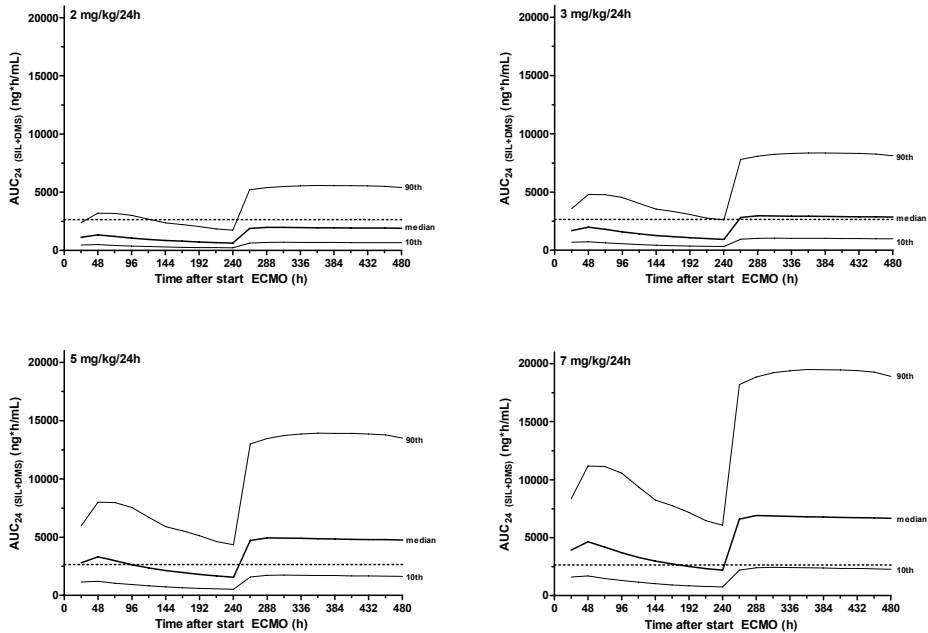 2 mg/kg/24h
20000
15000
10000
5000
0
AUC24 (SIL+DMS) (ng*h/mL)
90th
median
10th
0 48 96 144 192 240 288 336 384 432 480
Time after start ECMO (h)
3 mg/kg/24h
20000
15000
10000
5000
0
AUC24 (SIL+DMS) (ng*h/mL)
90th
median
10th
0 48 96 144 192 240 288 336 384 432 480
Time after start ECMO (h)
5 mg/kg/24h
20000
15000
10000
5000
0
AUC24 (SIL+DMS) (ng*h/mL)
90th
median
10th
0 48 96 144 192 240 288 336 384 432 480
Time after start ECMO (h)
7 mg/kg/24h
20000
15000
10000
5000
0
AUC24 (SIL+DMS) (ng*h/mL)
90th
median
10th
0 48 96 144 192 240 288 336 384 432 480
Time after start ECMO (h)